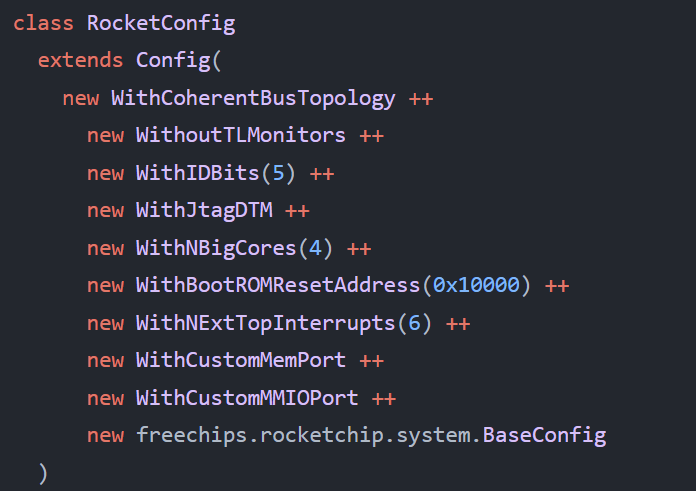 class RocketConfig
  extends Config(
    new WithCoherentBusTopology ++
      new WithoutTLMonitors ++
      new WithIDBits(5) ++
      new WithJtagDTM ++
      new WithNBigCores(4) ++
      new WithBootROMResetAddress(0x10000) ++
      new WithNExtTopInterrupts(6) ++
      new WithCustomMemPort ++
      new WithCustomMMIOPort ++
      new freechips.rocketchip.system.BaseConfig
  )